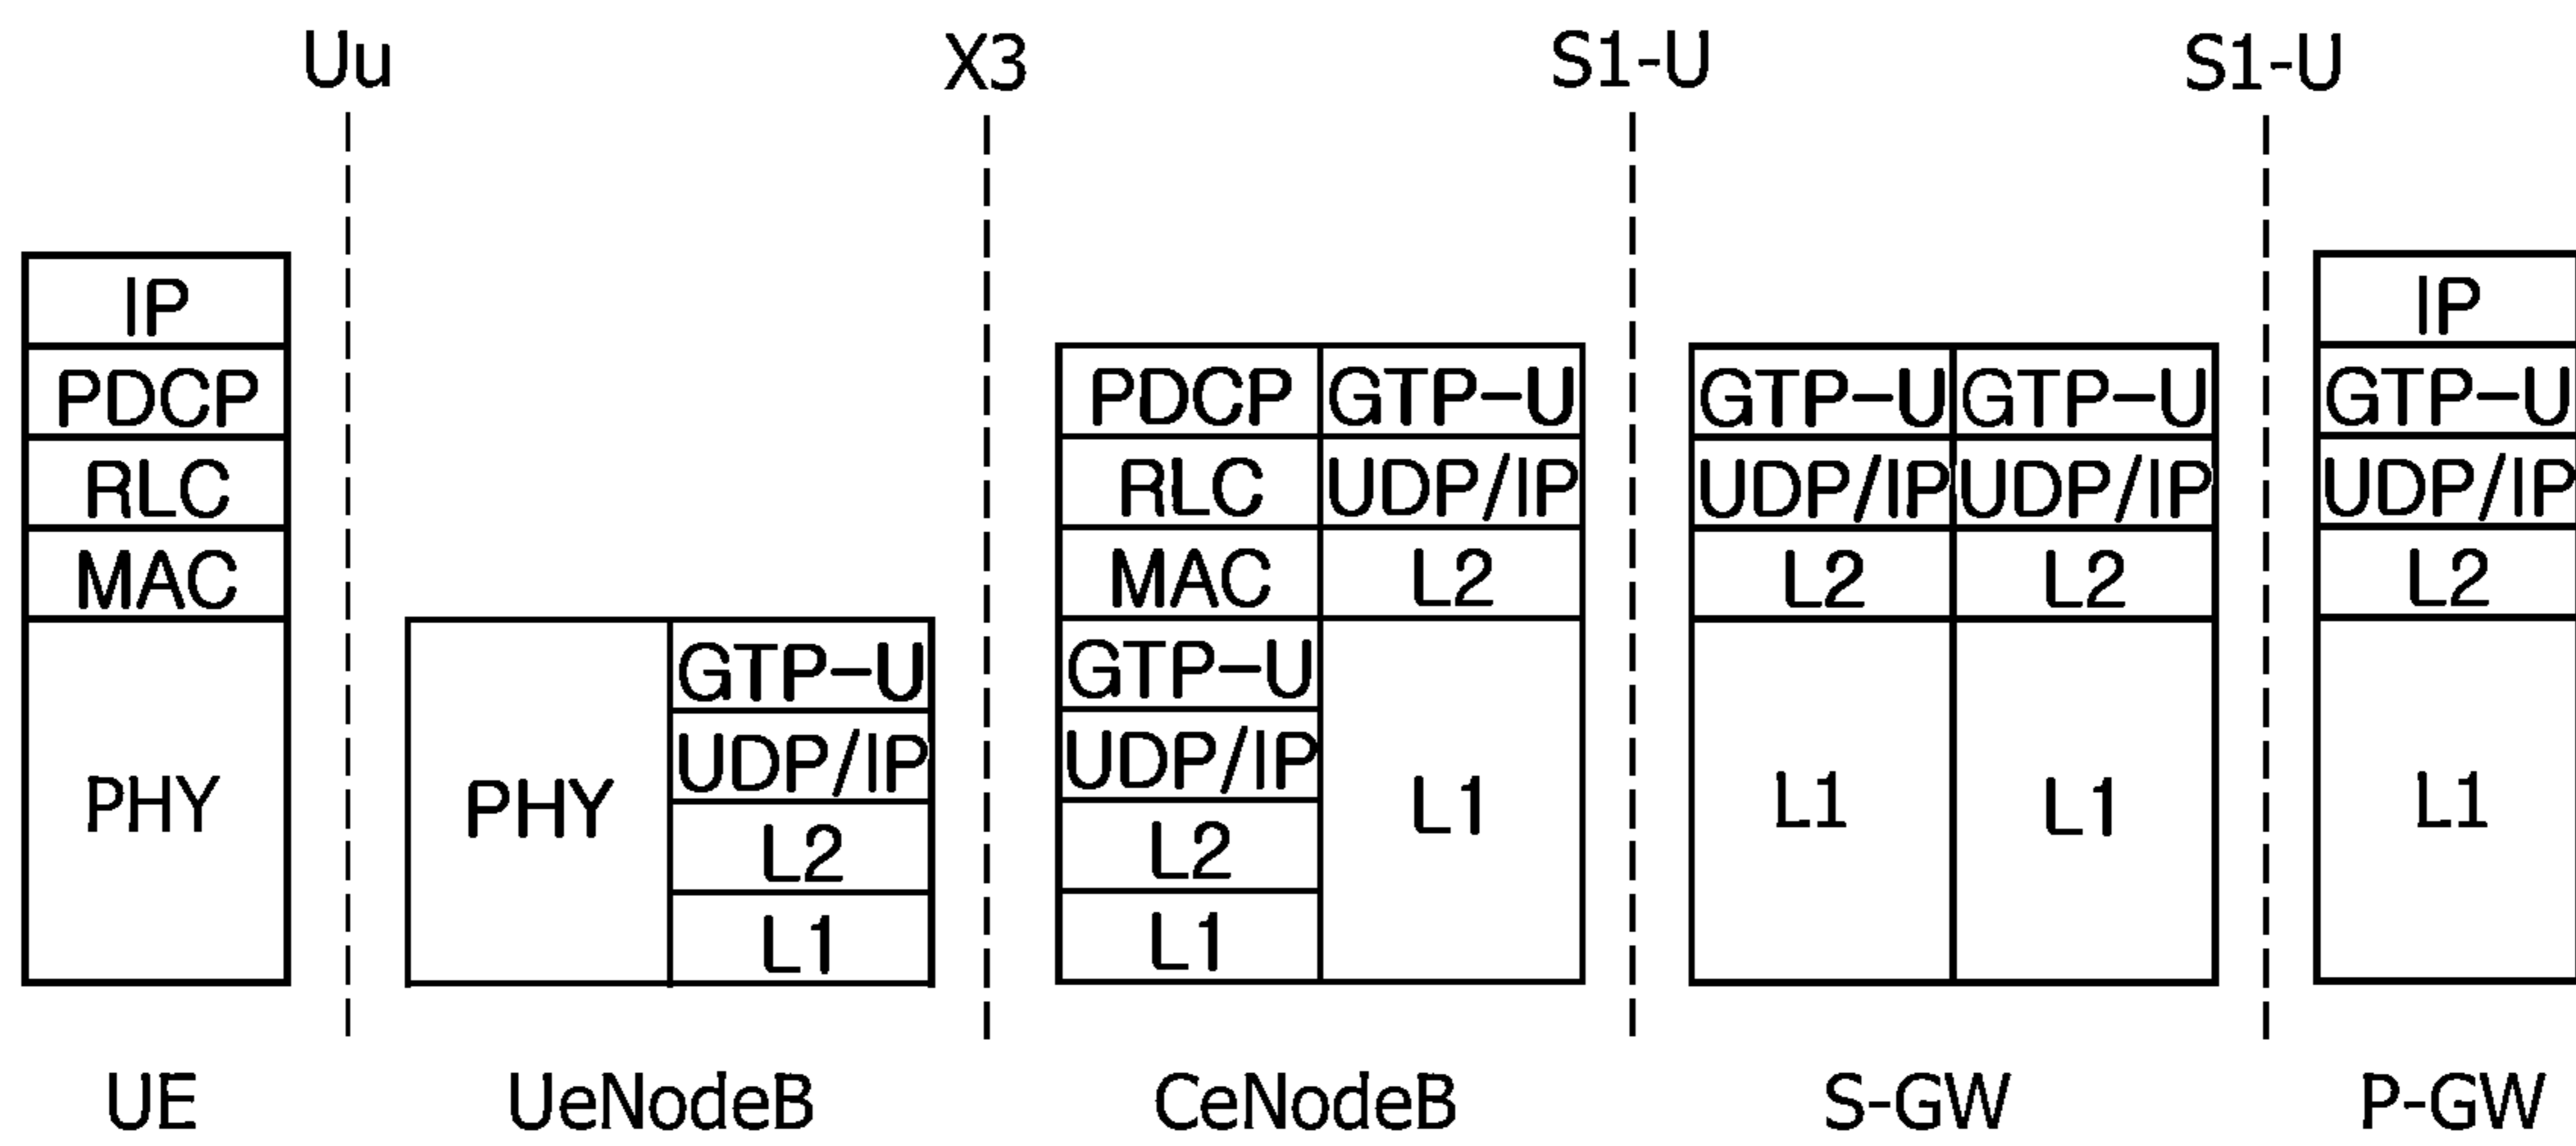 Uu X3 S1-U S1-U
IP
PDCP
RLC
MAC
PHY
UE
PHY
GTP-U
UDP/IP
L2
L1
UeNodeB
PDCP
RLC
MAC
GTP-U
UDP/IP
L2
L1
GTP-U
UDP/IP
L2
L1
CeNodeB
GTP-U
UDP/IP
L2
L1
GTP-U
UDP/IP
L2
L1
S-GW
IP
GTP-U
UDP/IP
L2
L1
P-GW